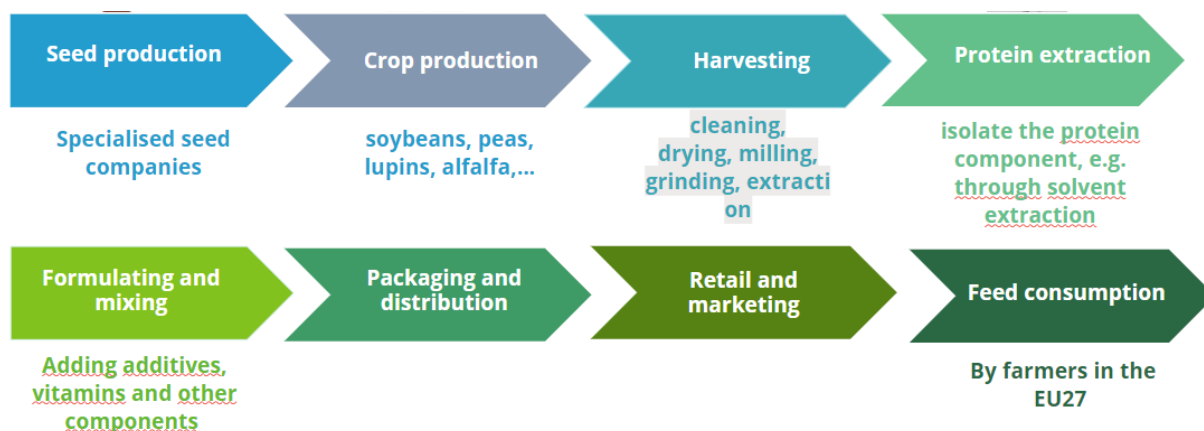 Seed production
Crop production
Harvesting
Protein extraction
Specialised seed
companies
soybeans, peas,
lupins, alfalfa,...
cleaning,
drying, milling,
grinding, extracti
on
isolate the protein
component, e.g.
through solvent
extraction
Formulating and
mixing
Packaging and
distribution
Retail and
marketing
Feed consumption
Adding additives,
vitamins and other
components
By farmers in the
EU27